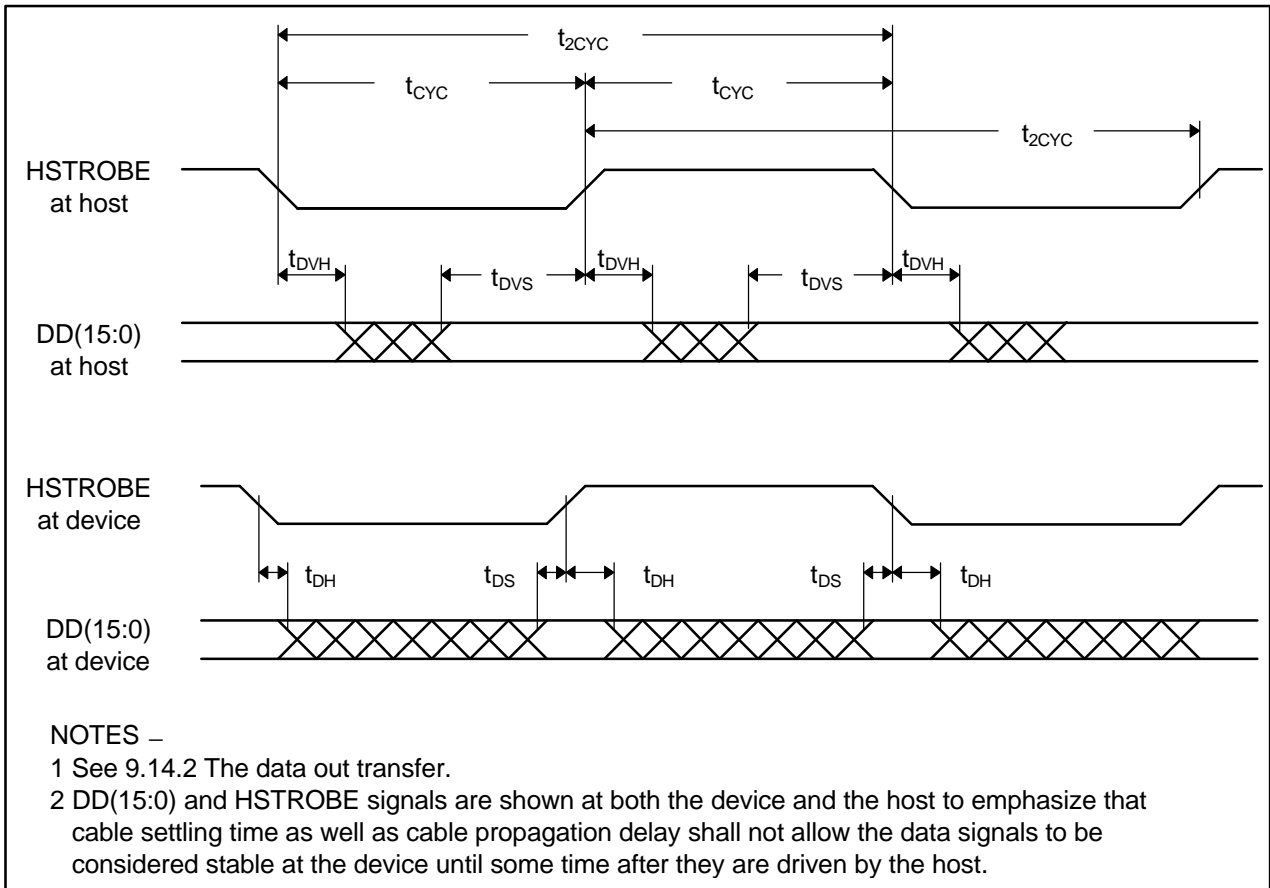 t2CYC
tCYC tCYC
t2CYC
HSTROBE
at host
tDVH tDVS tDVH tDVS tDVH
DD(15:0)
at host
HSTROBE
at device
tDH tDS tDH tDS tDH
DD(15:0)
at device
NOTES –
1 See 9.14.2 The data out transfer.
2 DD(15:0) and HSTROBE signals are shown at both the device and the host to emphasize that
cable settling time as well as cable propagation delay shall not allow the data signals to be
considered stable at the device until some time after they are driven by the host.